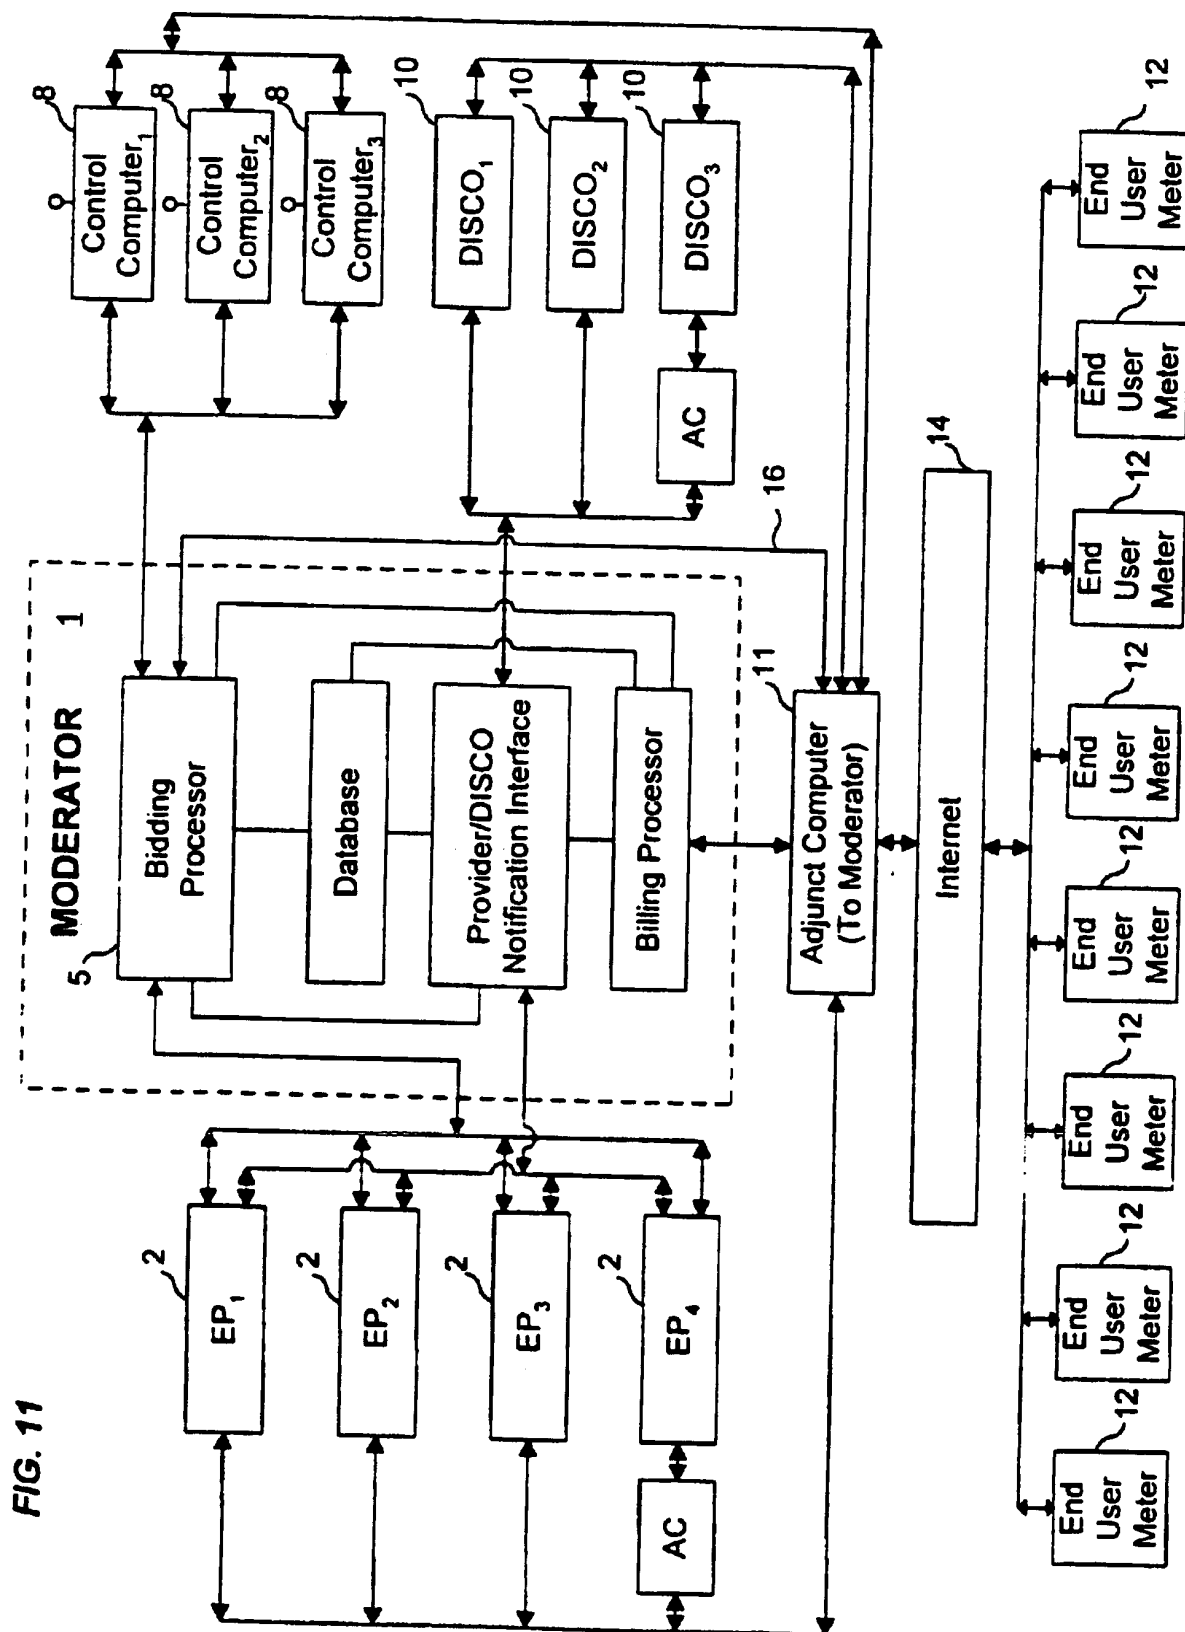 FIG. 11
MODERATOR 1
5
Bidding
Processor
Database
Provider/DISCO
Notification Interface
Billing Processor
2
EP1
2
EP2
2
EP3
2
EP4
AC
8
Control
Computer1
8
Control
Computer2
8
Control
Computer3
10
DISCO1
10
DISCO2
10
DISCO3
AC
16
11
Adjunct Computer
(To Moderator)
14
Internet
12
End
User
Meter
12
End
User
Meter
12
End
User
Meter
12
End
User
Meter
12
End
User
Meter
12
End
User
Meter
12
End
User
Meter
12
End
User
Meter